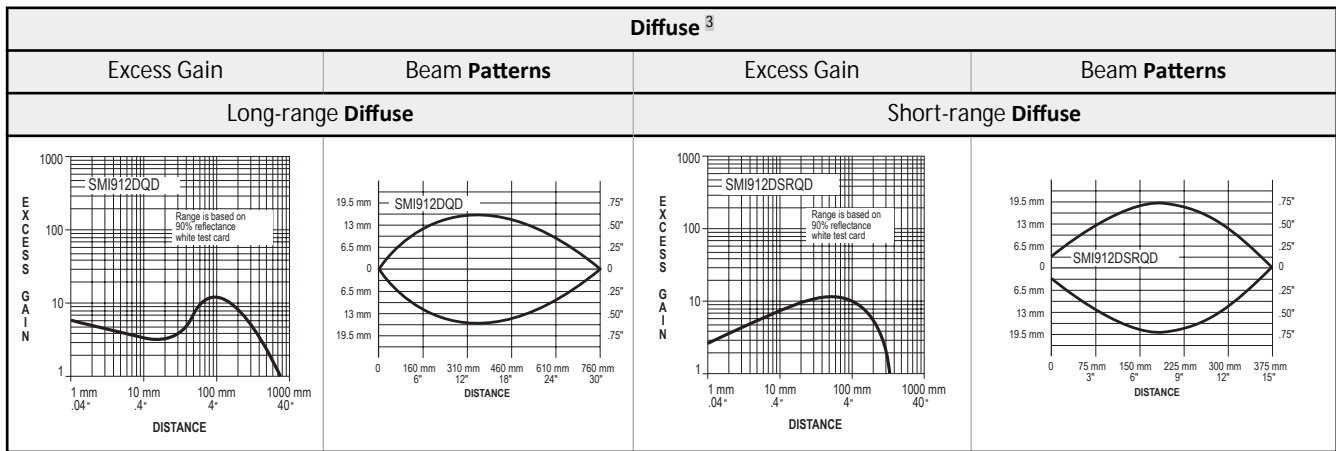 Diffuse 3
Excess Gain
Beam Patterns
Excess Gain
Beam Patterns
Long-range Diffuse
Short-range Diffuse
EXCESS GAIN
1000
100
10
1
SMI912DQD
Range is based on
90% reflectance
white test card
1 mm 10 mm 100 mm 1000 mm
.04" .4" 4" 40"
DISTANCE
SMI912DQD
19.5 mm
13 mm
6.5 mm
0
6.5 mm
13 mm
19.5 mm
.75"
.50"
.25"
0
.25"
.50"
.75"
0 160 mm 310 mm 460 mm 610 mm 760 mm
6" 12" 18" 24" 30"
DISTANCE
EXCESS GAIN
1000
100
10
1
SMI912DSRQD
Range is based on
90% reflectance
white test card
1 mm 10 mm 100 mm 1000 mm
.04" .4" 4" 40"
DISTANCE
19.5 mm
13 mm
6.5 mm
0
6.5 mm
13 mm
19.5 mm
SMI912DSRQD
.75"
.50"
.25"
0
.25"
.50"
.75"
0 75 mm 150 mm 225 mm 300 mm 375 mm
3" 6" 9" 12" 15"
DISTANCE